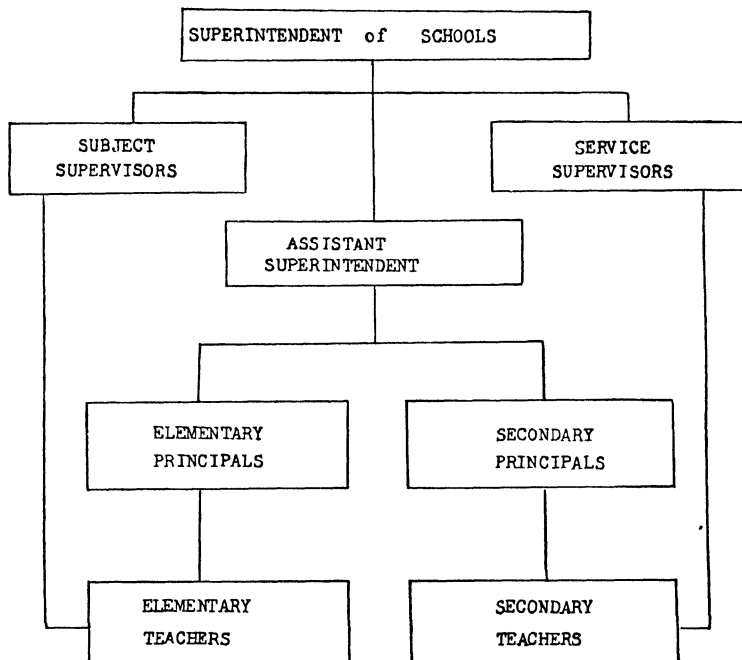 SUPERINTENDENT of SCHOOLS
SUBJECT
SUPERVISORS
SERVICE
SUPERVISORS
ASSISTANT
SUPERINTENDENT
ELEMENTARY
PRINCIPALS
SECONDARY
PRINCIPALS
ELEMENTARY
TEACHERS
SECONDARY
TEACHERS